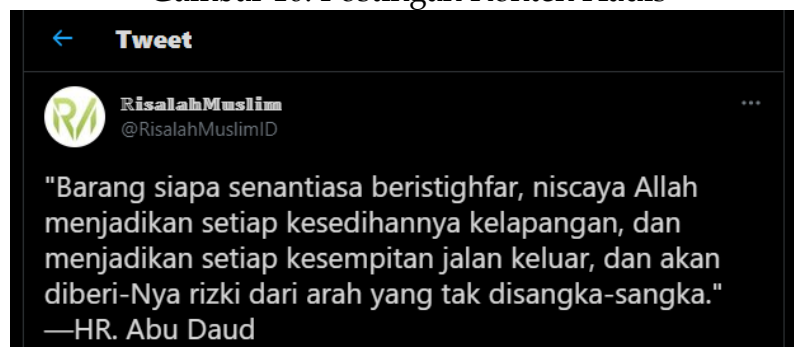 Tweet
RisalahMuslim
@RisalahMuslimID
"Barang siapa senantiasa beristighfar, niscaya Allah
menjadikan setiap kesedihannya kelapangan, dan
menjadikan setiap kesempitan jalan keluar, dan akan
diberi-Nya rizki dari arah yang tak disangka-sangka."
—HR. Abu Daud